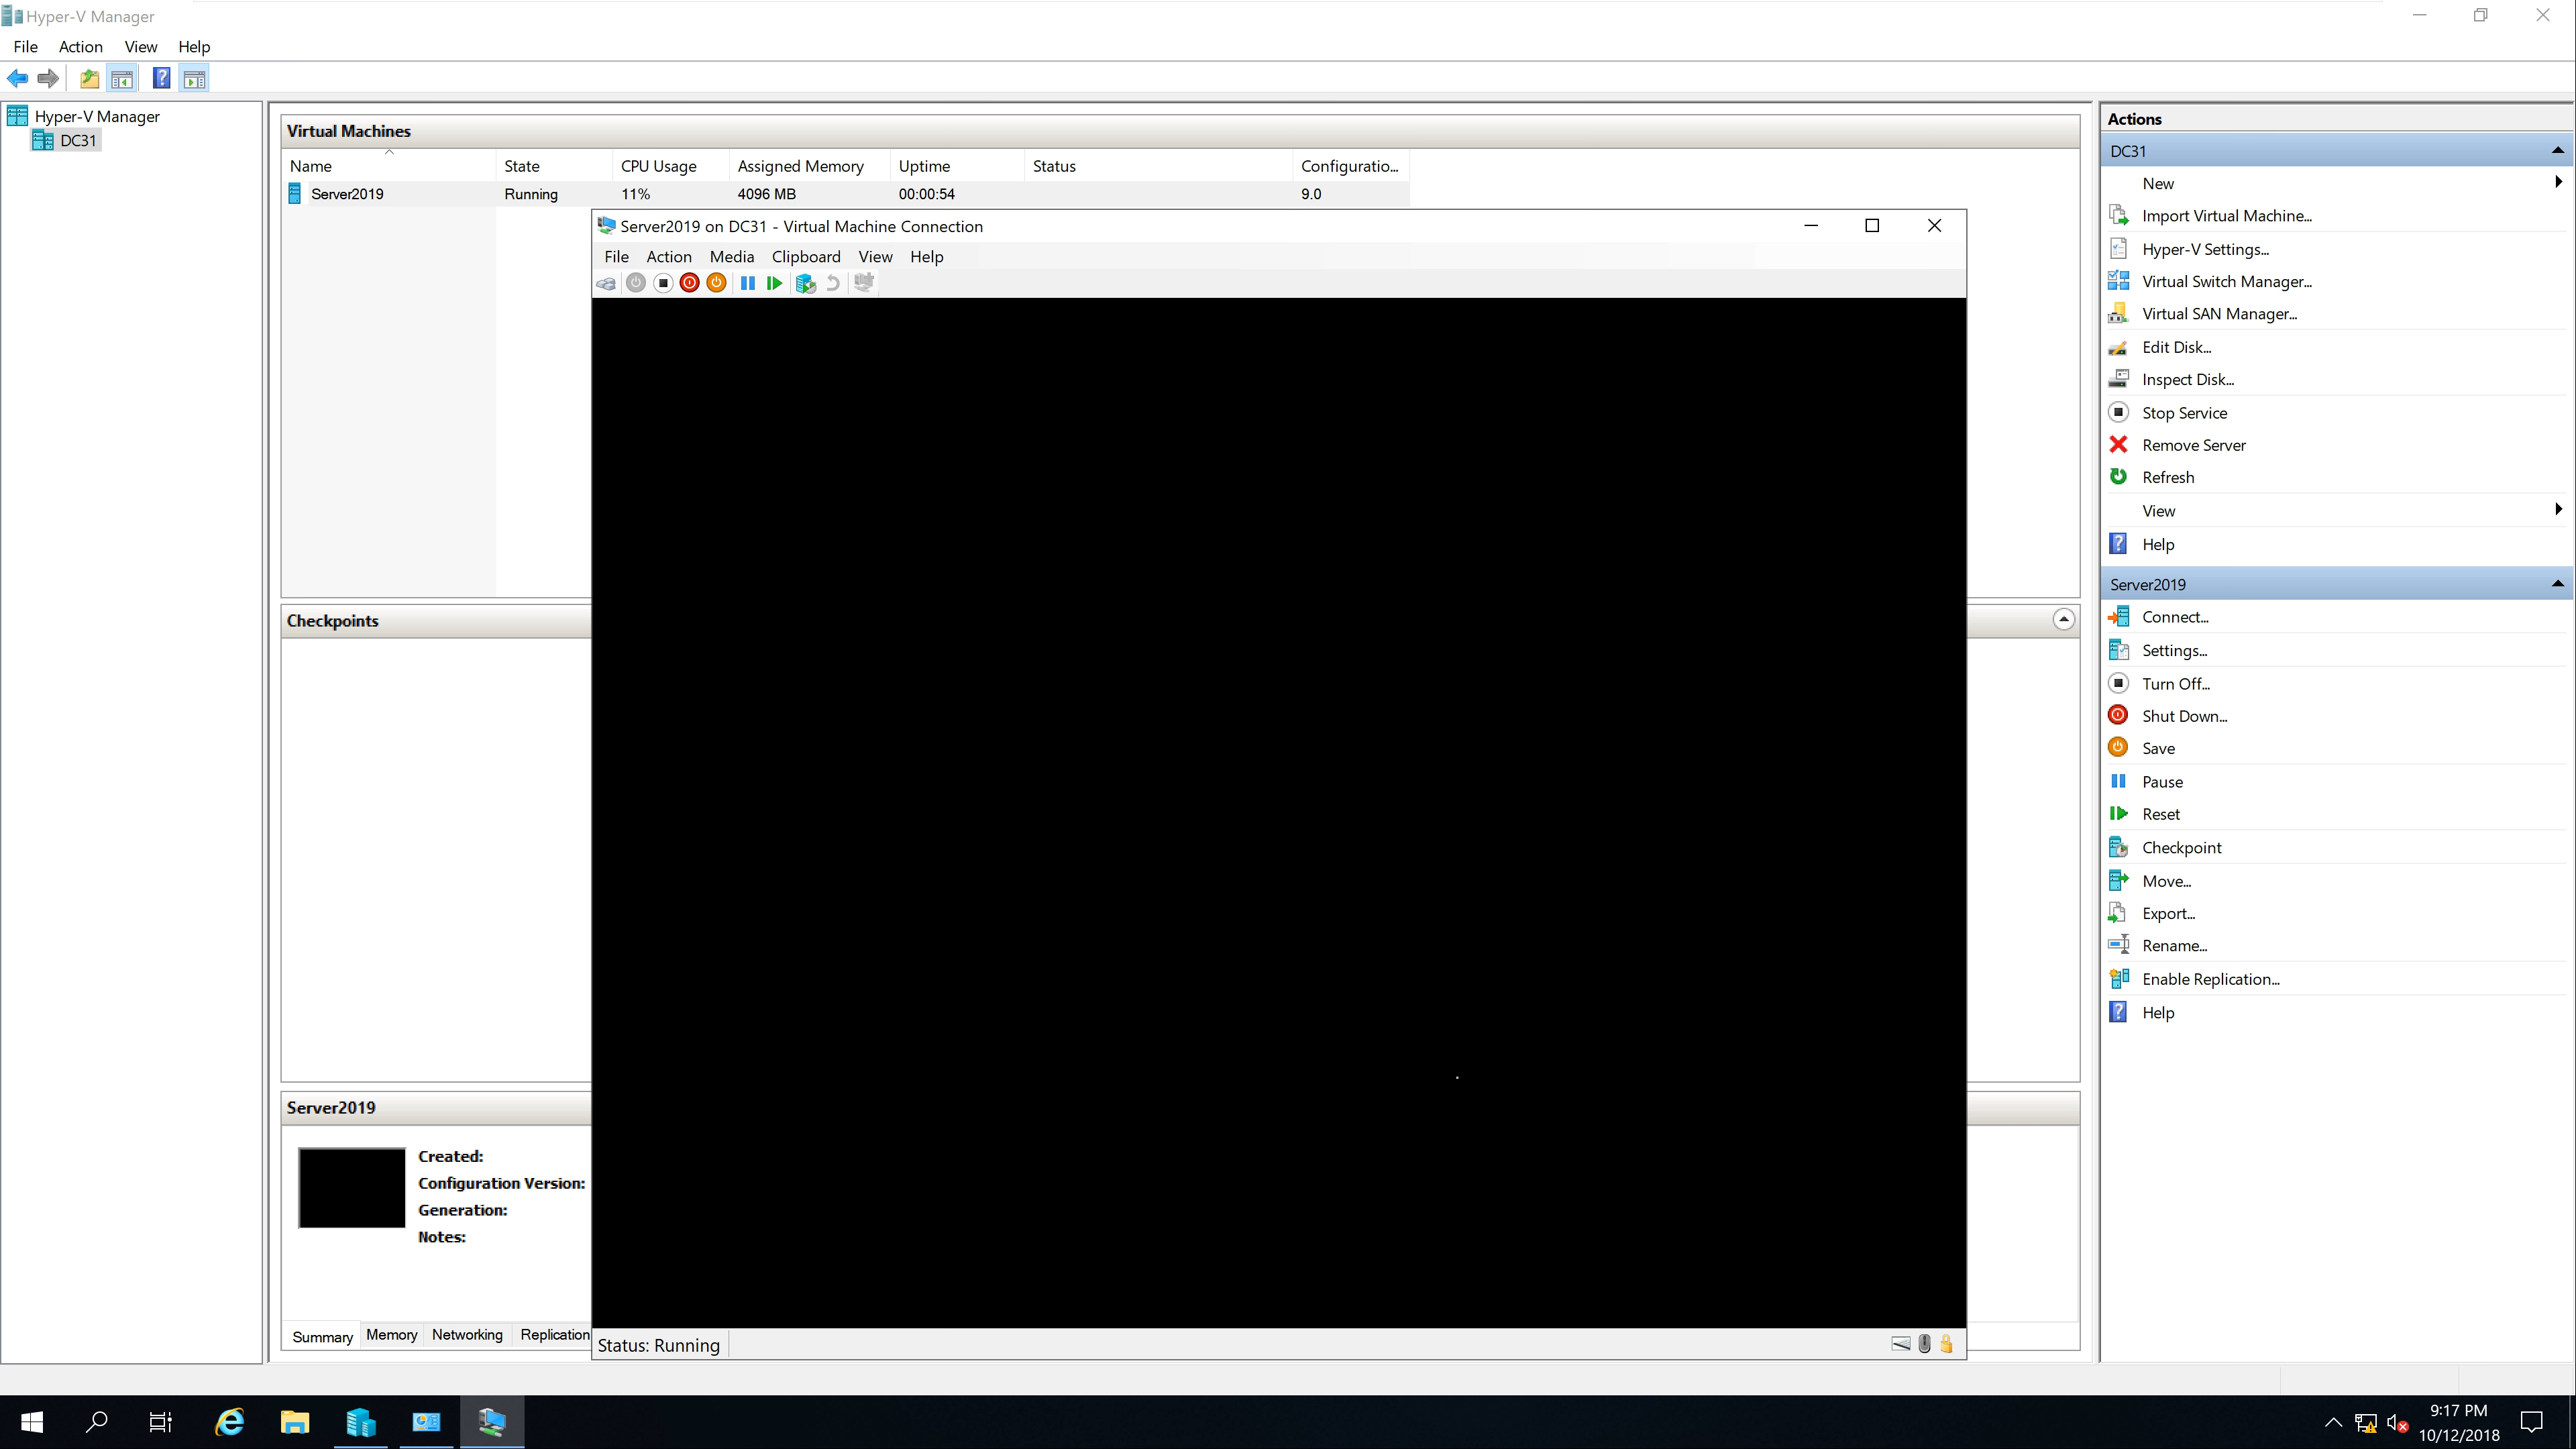 Hyper-V Manager
File Action View Help
Hyper-V Manager
DC31
Virtual Machines
Name State CPU Usage Assigned Memory Uptime Status Configuratio...
Server2019 Running 11% 4096 MB 00:00:54 9.0
Server2019 on DC31 - Virtual Machine Connection
File Action Media Clipboard View Help
Status: Running
Checkpoints
Server2019
Created:
Configuration Version:
Generation:
Notes:
Summary Memory Networking Replication
Actions
DC31
New
Import Virtual Machine...
Hyper-V Settings...
Virtual Switch Manager...
Virtual SAN Manager...
Edit Disk...
Inspect Disk...
Stop Service
Remove Server
Refresh
View
Help
Server2019
Connect...
Settings...
Turn Off...
Shut Down...
Save
Pause
Reset
Checkpoint
Move...
Export...
Rename...
Enable Replication...
Help
9:17 PM
10/12/2018